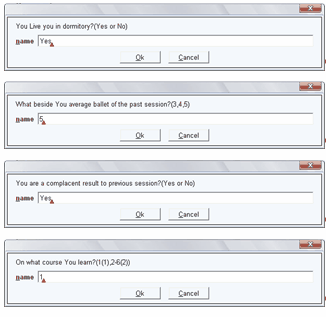 You Live you in dormitory?(Yes or No)
name Yes
Ok Cancel
What beside You average ballet of the past session?(3,4,5)
name 5
Ok Cancel
You are a complacent result to previous session?(Yes or No)
name Yes
Ok Cancel
On what course You learn?(1(1),2-6(2))
name 1
Ok Cancel